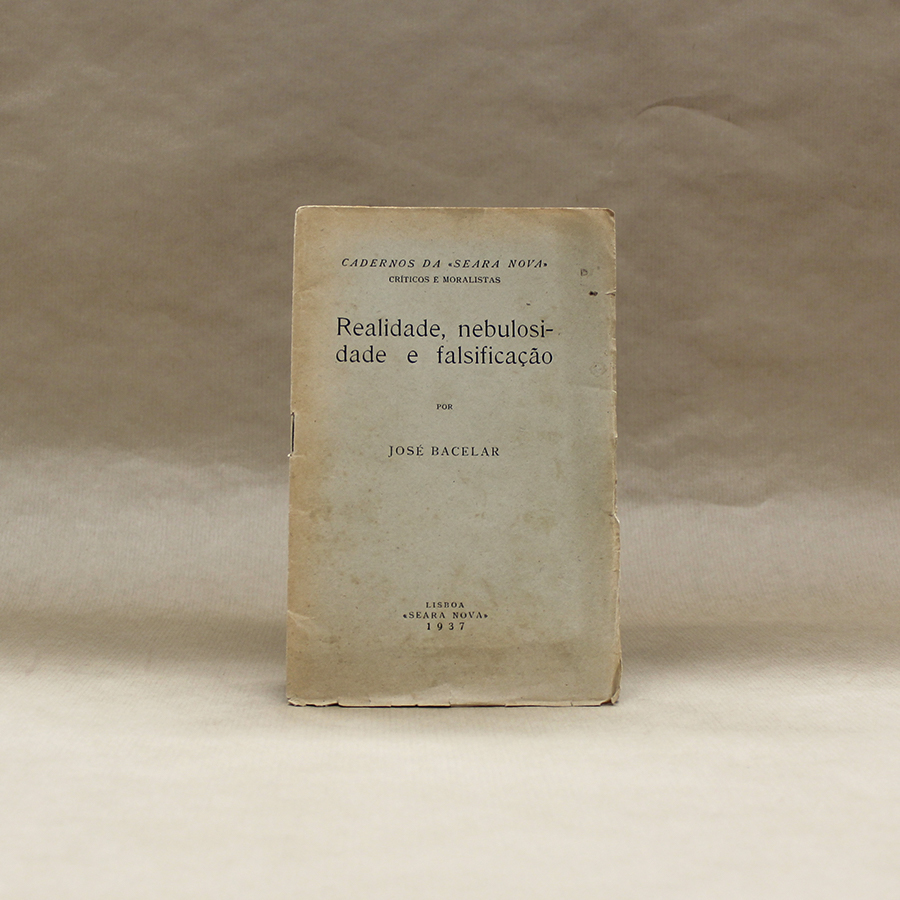 CADERNOS DA «SEARA NOVA»
CRÍTICOS E MORALISTAS
Realidade, nebulosi-
dade e falsificação
POR
JOSÉ BACELAR
LISBOA
«SEARA NOVA»
1937